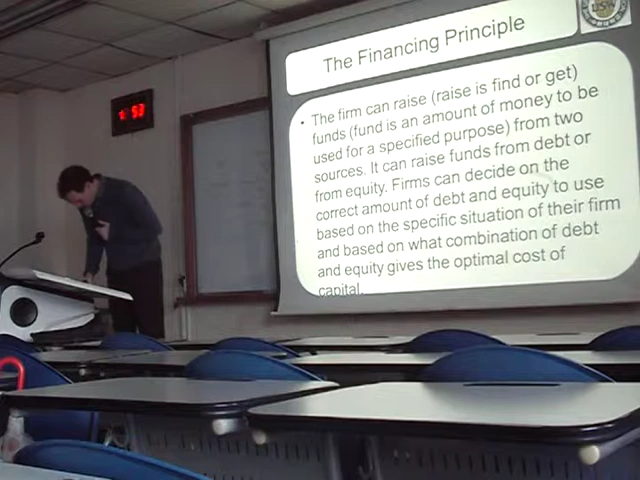 The Financing Principle
• The firm can raise (raise is find or get)
funds (fund is an amount of money to be
used for a specified purpose) from two
sources. It can raise funds from debt or
from equity. Firms can decide on the
correct amount of debt and equity to use
based on the specific situation of their firm
and based on what combination of debt
and equity gives the optimal cost of
capital.